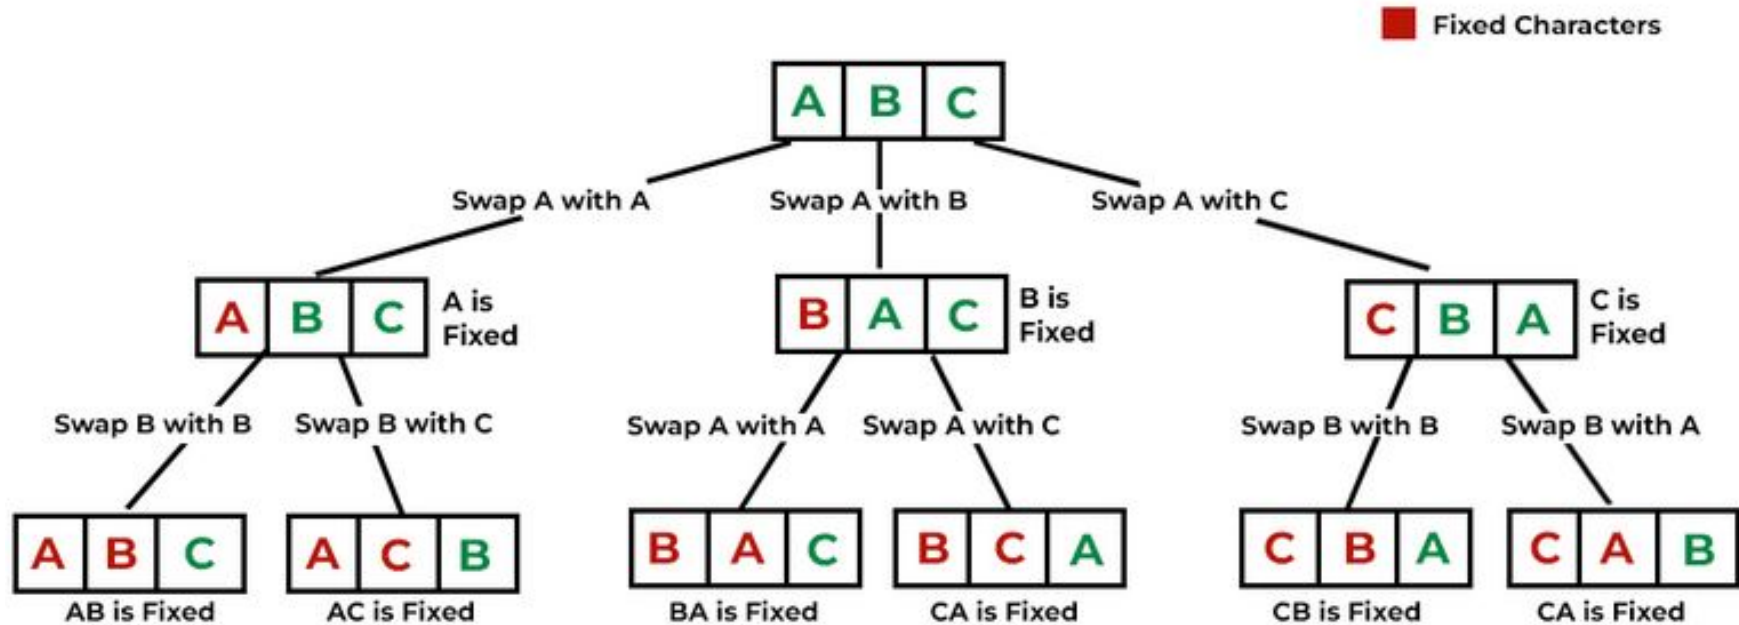 Fixed Characters
A B C
Swap A with A
Swap A with B
Swap A with C
A B C
A is
Fixed
B A C
B is
Fixed
C B A
C is
Fixed
Swap B with B
Swap B with C
Swap A with A
Swap A with C
Swap B with B
Swap B with A
A B C
A C B
B A C
B C A
C B A
C A B
AB is Fixed
AC is Fixed
BA is Fixed
CA is Fixed
CB is Fixed
CA is Fixed